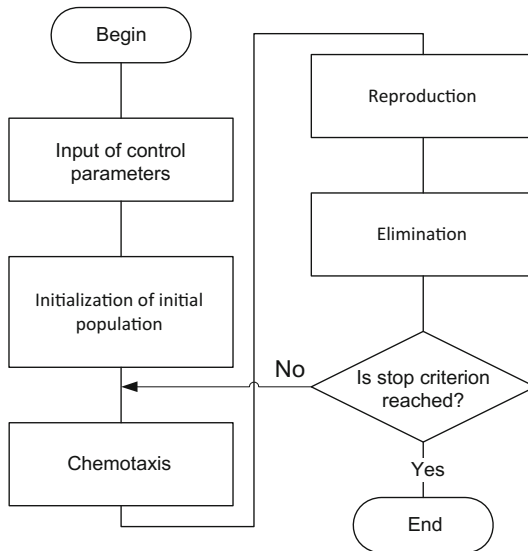 Begin
Input of control
parameters
Initialization of initial
population
Chemotaxis
Reproduction
Elimination
Is stop criterion
reached?
No
Yes
End